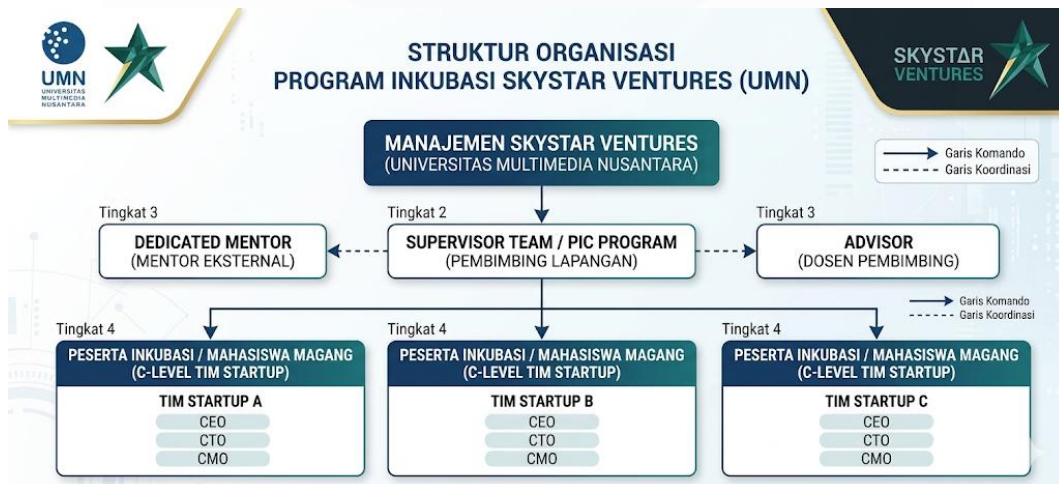 UMN
UNIVERSITAS
MULTIMEDIA
NUSANTARA
STRUKTUR ORGANISASI
PROGRAM INKUBASI SKYSTAR VENTURES (UMN)
SKYSTAR
VENTURES
MANAJEMEN SKYSTAR VENTURES
(UNIVERSITAS MULTIMEDIA NUSANTARA)
Garis Komando
Garis Koordinasi
Tingkat 3
DEDICATED MENTOR
(MENTOR EKSTERNAL)
Tingkat 2
SUPERVISOR TEAM / PIC PROGRAM
(PEMBIMBING LAPANGAN)
Tingkat 3
ADVISOR
(DOSEN PEMBIMBING)
Garis Komando
Garis Koordinasi
Tingkat 4
PESERTA INKUBASI / MAHASISWA MAGANG
(C-LEVEL TIM STARTUP)
TIM STARTUP A
CEO
CTO
CMO
Tingkat 4
PESERTA INKUBASI / MAHASISWA MAGANG
(C-LEVEL TIM STARTUP)
TIM STARTUP B
CEO
CTO
CMO
Tingkat 4
PESERTA INKUBASI / MAHASISWA MAGANG
(C-LEVEL TIM STARTUP)
TIM STARTUP C
CEO
CTO
CMO